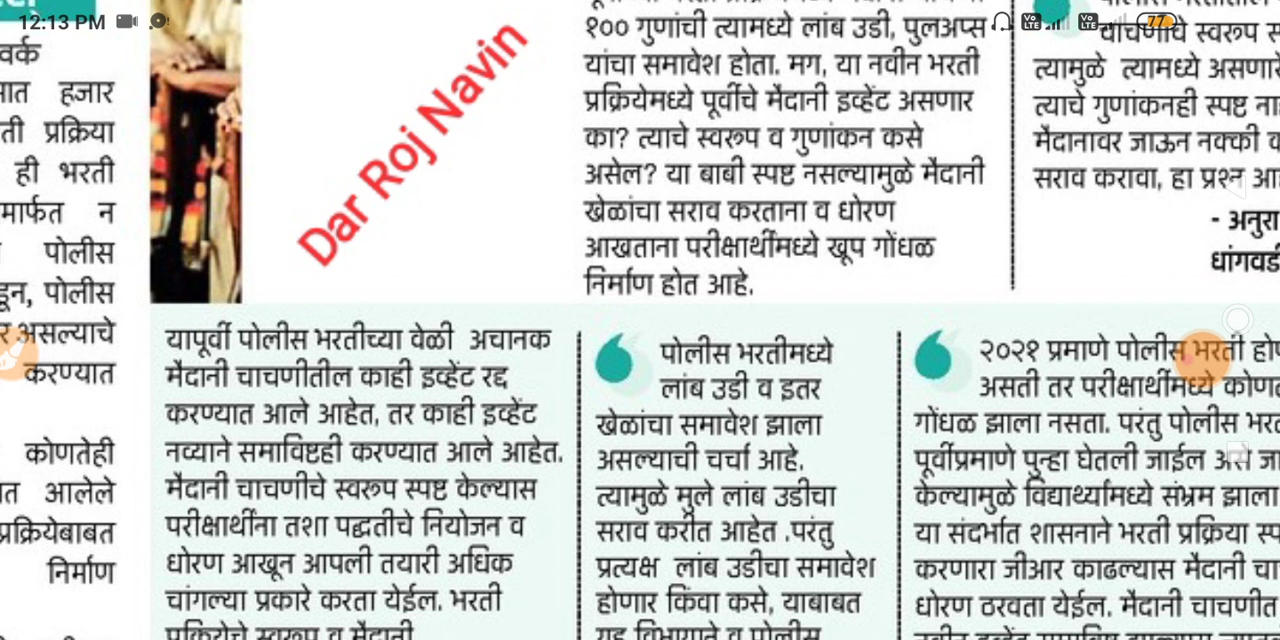 12:13 PM
77
वर्क
हजार
प्रक्रिया
ही भरती
मार्फत न
पोलीस
पोलीस
असल्याचे
करण्यात
कोणतेही
आलेले
प्रक्रियेबाबत
निर्माण
Dar Roj Navin
१०० गुणांची त्यामध्ये लांब उडी, पुलअप्स
यांचा समावेश होता. मग, या नवीन भरती
प्रक्रियेमध्ये पूर्वीचे मैदानी इव्हेंट असणार
का? त्याचे स्वरूप व गुणांकन कसे
असेल? या बाबी स्पष्ट नसल्यामुळे मैदानी
खेळांचा सराव करताना व धोरण
आखताना परीक्षार्थीमध्ये खूप गोंधळ
निर्माण होत आहे.
चाचणीचे स्वरूप
त्यामुळे त्यामध्ये
त्याचे गुणांकनही स्पष्ट
मैदानावर जाऊन नक्की
सराव करावा, हा प्रश्न
-
यापूर्वी पोलीस भरतीच्या वेळी अचानक
मैदानी चाचणीतील काही इव्हेंट रद्द
करण्यात आले आहेत, तर काही इव्हेंट
नव्याने समाविष्टही करण्यात आले आहेत.
मैदानी चाचणीचे स्वरूप स्पष्ट केल्यास
परीक्षार्थींना तशा पद्धतीचे नियोजन व
धोरण आखून आपली तयारी अधिक
चांगल्या प्रकारे करता येईल. भरती
प्रक्रियेचे स्वरूप व मैदानी
पोलीस भरतीमध्ये
लांब उडी व इतर
खेळांचा समावेश झाला
असल्याची चर्चा आहे.
त्यामुळे मुले लांब उडीचा
सराव करीत आहेत .परंतु
प्रत्यक्ष लांब उडीचा समावेश
होणार किंवा कसे, याबाबत
२०२१ प्रमाणे पोलीस भरती
असती तर परीक्षार्थीमध्ये
गोंधळ झाला नसता. परंतु पोलीस
पूर्वीप्रमाणे पुन्हा घेतली जाईल असे
केल्यामुळे विद्यार्थ्यांमध्ये संभ्रम झाला
या संदर्भात शासनाने भरती प्रक्रिया
करणारा जीआर काढल्यास मैदानी
धोरण ठरवता येईल. मैदानी चाचणीत